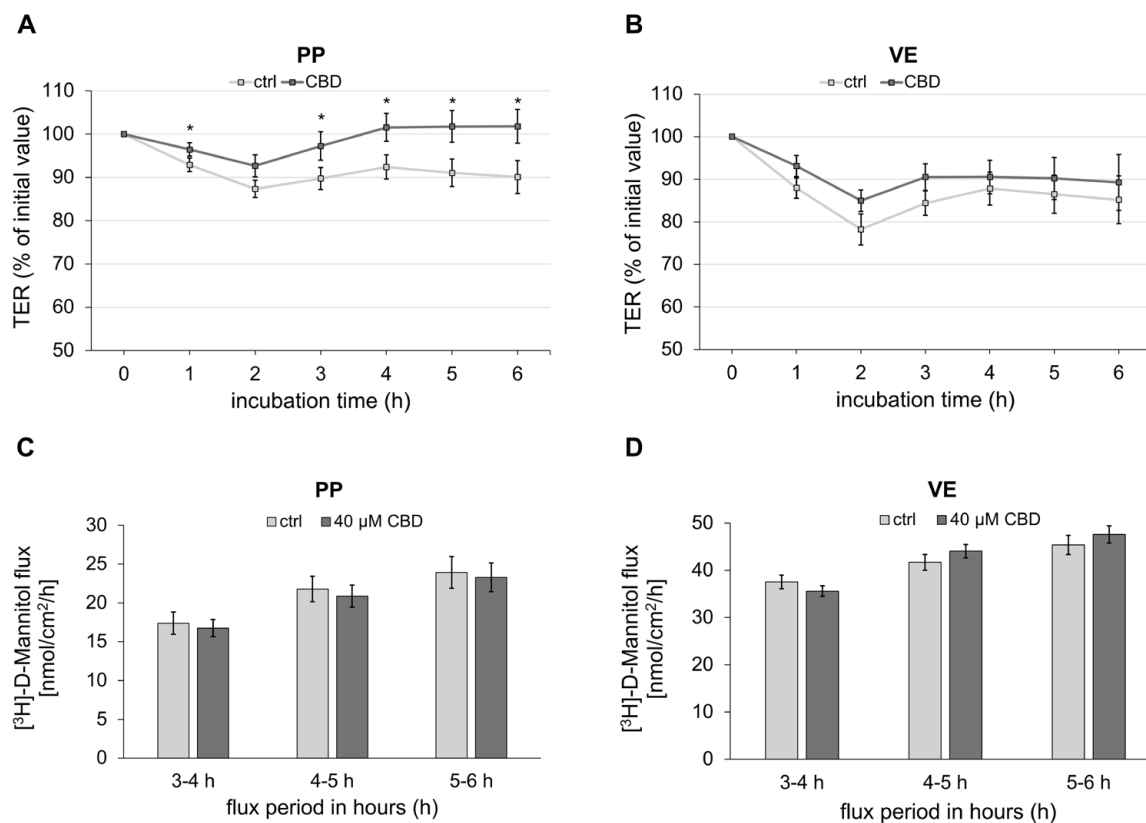 A
PP
ctrl CBD
110
100
90
80
70
60
50
* * * * *
TER (% of initial value)
0 1 2 3 4 5 6
incubation time (h)
B
VE
ctrl CBD
110
100
90
80
70
60
50
TER (% of initial value)
0 1 2 3 4 5 6
incubation time (h)
C
PP
ctrl 40 µM CBD
30
25
20
15
10
5
0
[³H]-D-Mannitol flux
[nmol/cm²/h]
3-4 h 4-5 h 5-6 h
flux period in hours (h)
D
VE
ctrl 40 µM CBD
50
40
30
20
10
0
[³H]-D-Mannitol flux
[nmol/cm²/h]
3-4 h 4-5 h 5-6 h
flux period in hours (h)